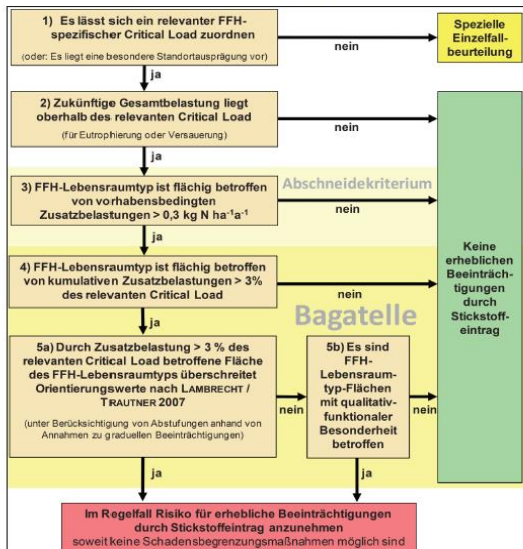 1) Es lässt sich ein relevanter FFH-
spezifischer Critical Load zuordnen
(oder: Es liegt eine besondere Standortausprägung vor)
nein
Spezielle
Einzelfall-
beurteilung
ja
2) Zukünftige Gesamtbelastung liegt
oberhalb des relevanten Critical Load
(für Eutrophierung oder Versauerung)
nein
ja
Abschneidekriterium
3) FFH-Lebensraumtyp ist flächig betroffen
von vorhabensbedingten
Zusatzbelastungen > 0,3 kg N ha⁻¹a⁻¹
nein
ja
4) FFH-Lebensraumtyp ist flächig betroffen
von kumulativen Zusatzbelastungen > 3%
des relevanten Critical Load
nein
Keine
erheblichen
Beeinträch-
tigungen
durch
Stickstoff-
eintrag
ja
Bagatelle
5a) Durch Zusatzbelastung > 3 % des
relevanten Critical Load betroffene Fläche
des FFH-Lebensraumtyps überschreitet
Orientierungswerte nach LAMBRECHT /
TRAUTNER 2007
(unter Berücksichtigung von Abstufungen anhand von
Annahmen zu graduellen Beeinträchtigungen)
nein
5b) Es sind
FFH-
Lebensraum-
typ-Flächen
mit qualitativ-
funktionaler
Besonderheit
betroffen
nein
ja
ja
Im Regelfall Risiko für erhebliche Beeinträchtigungen
durch Stickstoffeintrag anzunehmen
soweit keine Schadensbegrenzungsmaßnahmen möglich sind